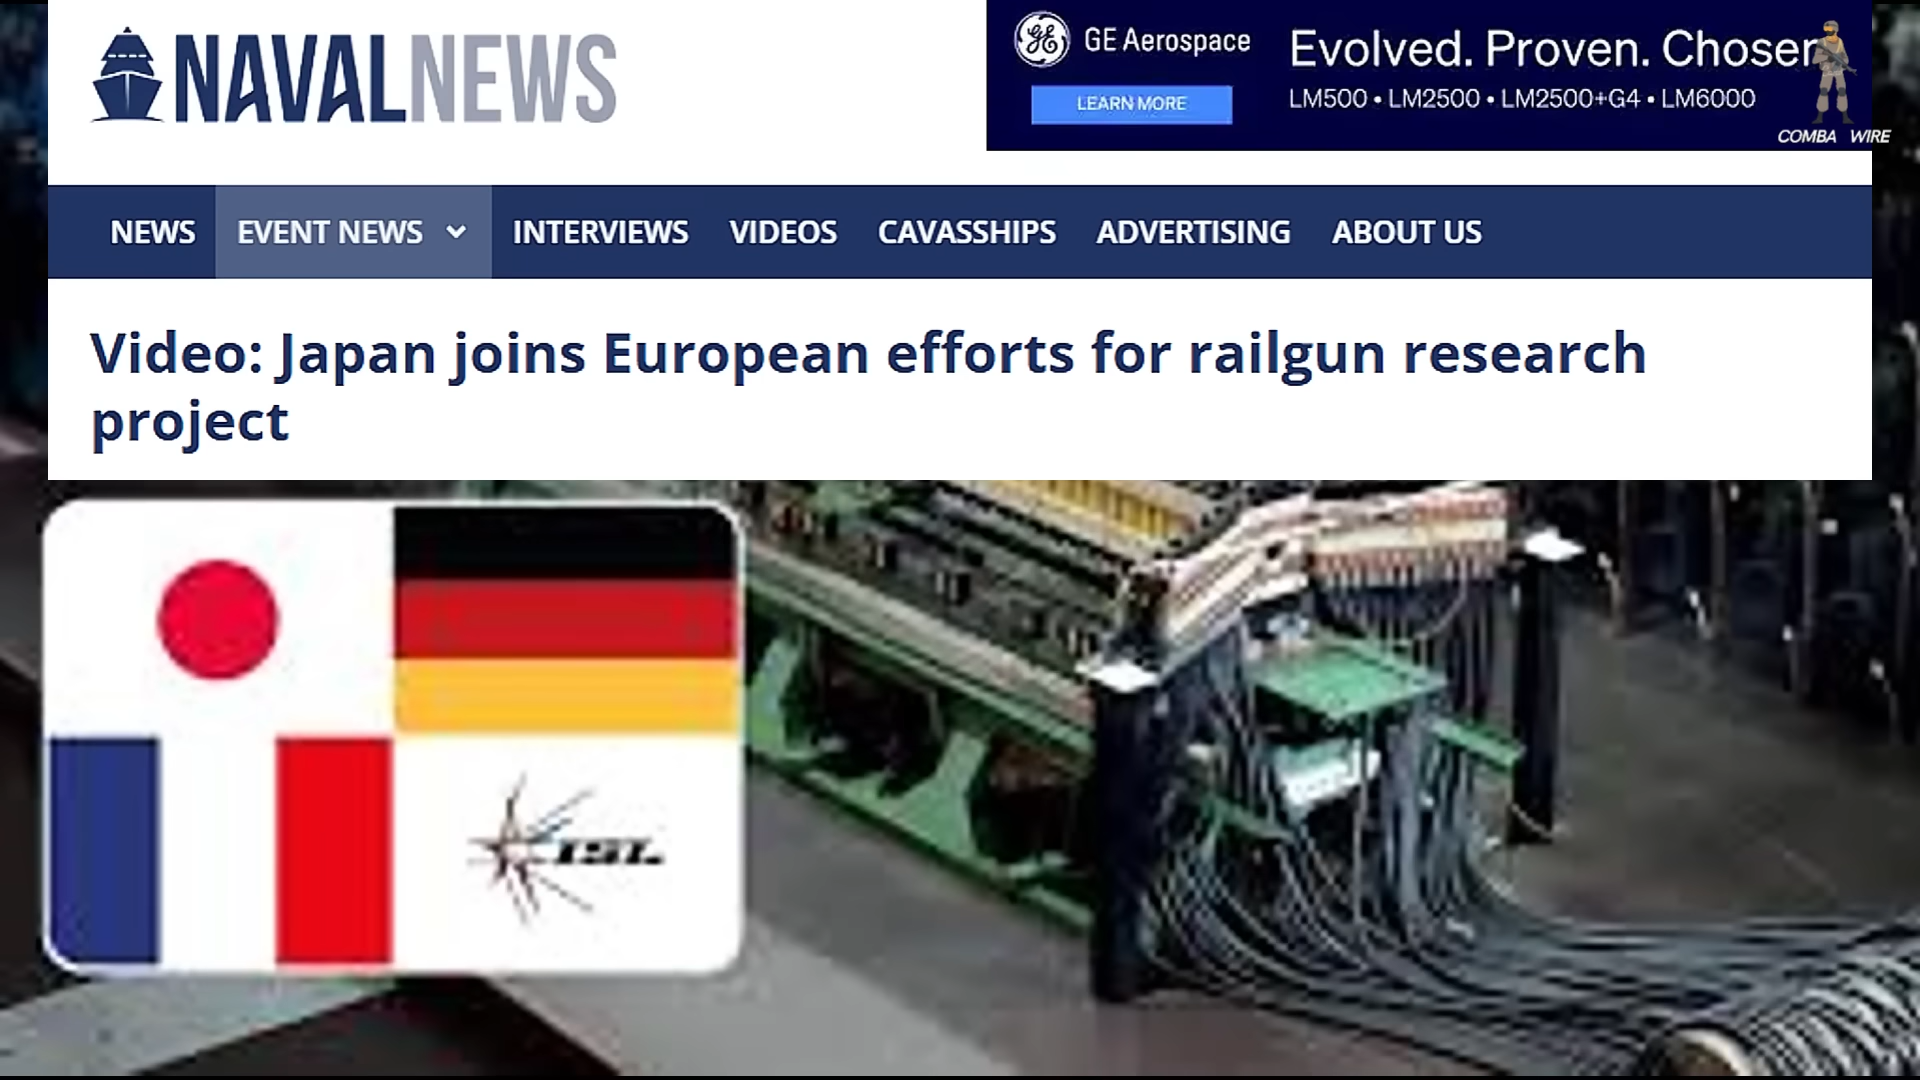 NAVALNEWS
GE Aerospace
LEARN MORE
Evolved. Proven. Chosen
LM500 • LM2500 • LM2500+G4 • LM6000
COMBA WIRE
NEWS EVENT NEWS INTERVIEWS VIDEOS CAVASSHIPS ADVERTISING ABOUT US
Video: Japan joins European efforts for railgun research
project
ISL